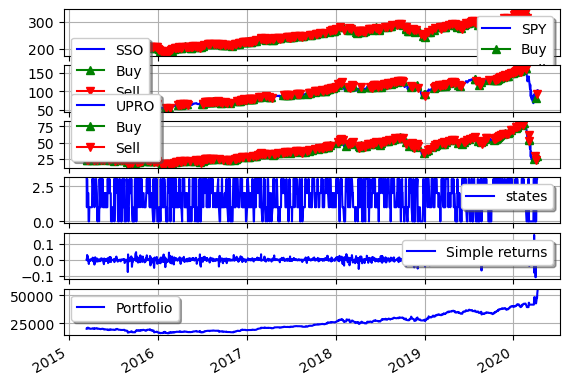 300
200
SPY
Buy
SSO
Buy
Sell
150
100
50
UPRO
Buy
Sell
75
50
25
2.5
0.0
states
0.1
0.0
−0.1
Simple returns
50000
25000
Portfolio
2015 2016 2017 2018 2019 2020